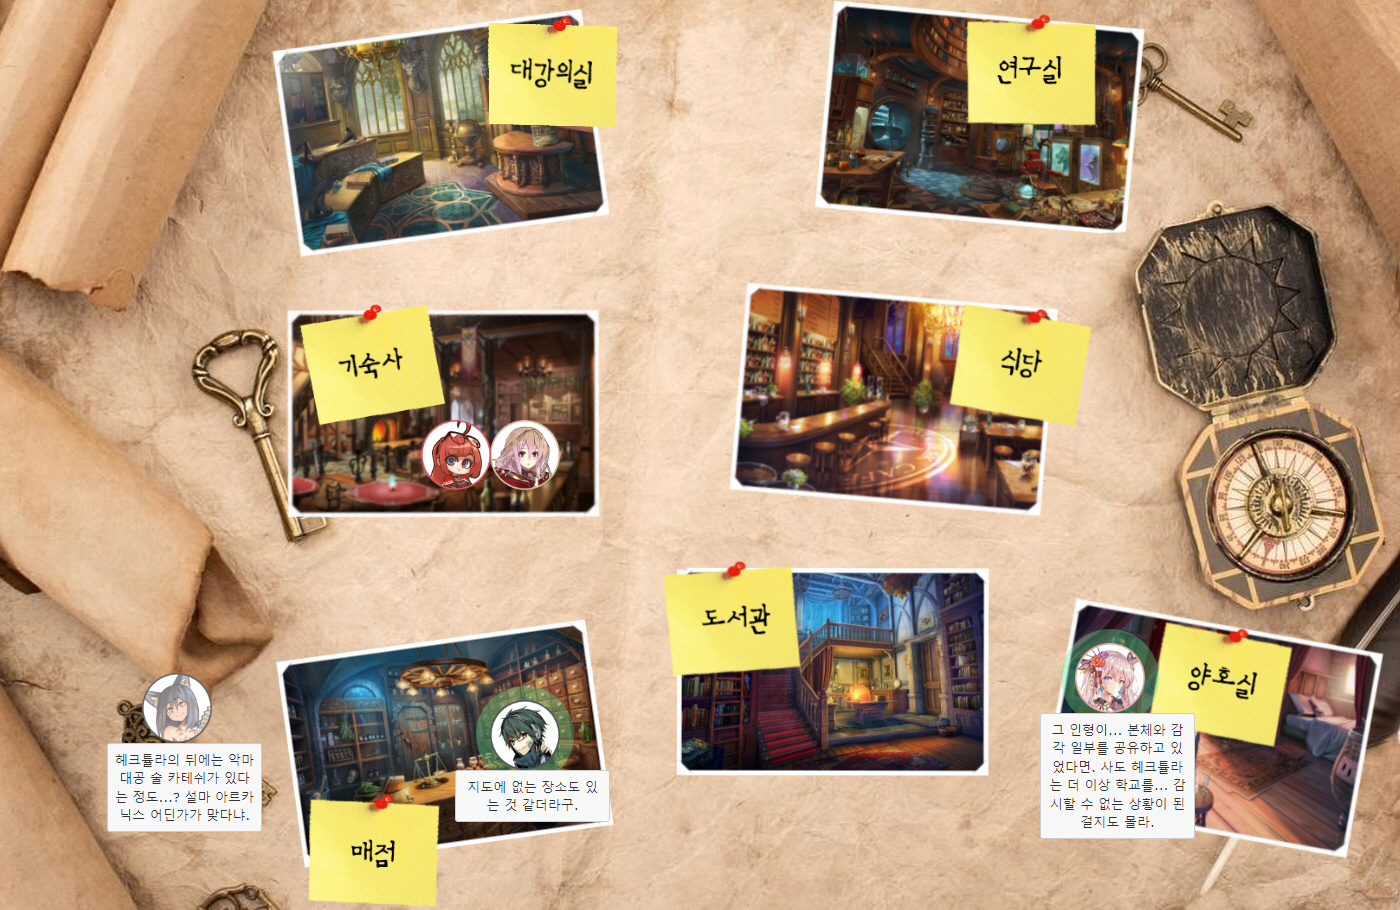 대강의실
연구실
기숙사
식당
도서관
양호실
헤크튤라의 뒤에는 악마
대공 술 카테쉬가 있다
는 정도...? 설마 아르카
닉스 어딘가가 맞다냐.
지도에 없는 장소도 있
는 것 같더라구.
그 인형이... 본체와 감
각 일부를 공유하고 있
었다면. 사도 헤크튤라
는 더 이상 학교를... 감
시할 수 없는 상황이 된
걸지도 몰라.
매점